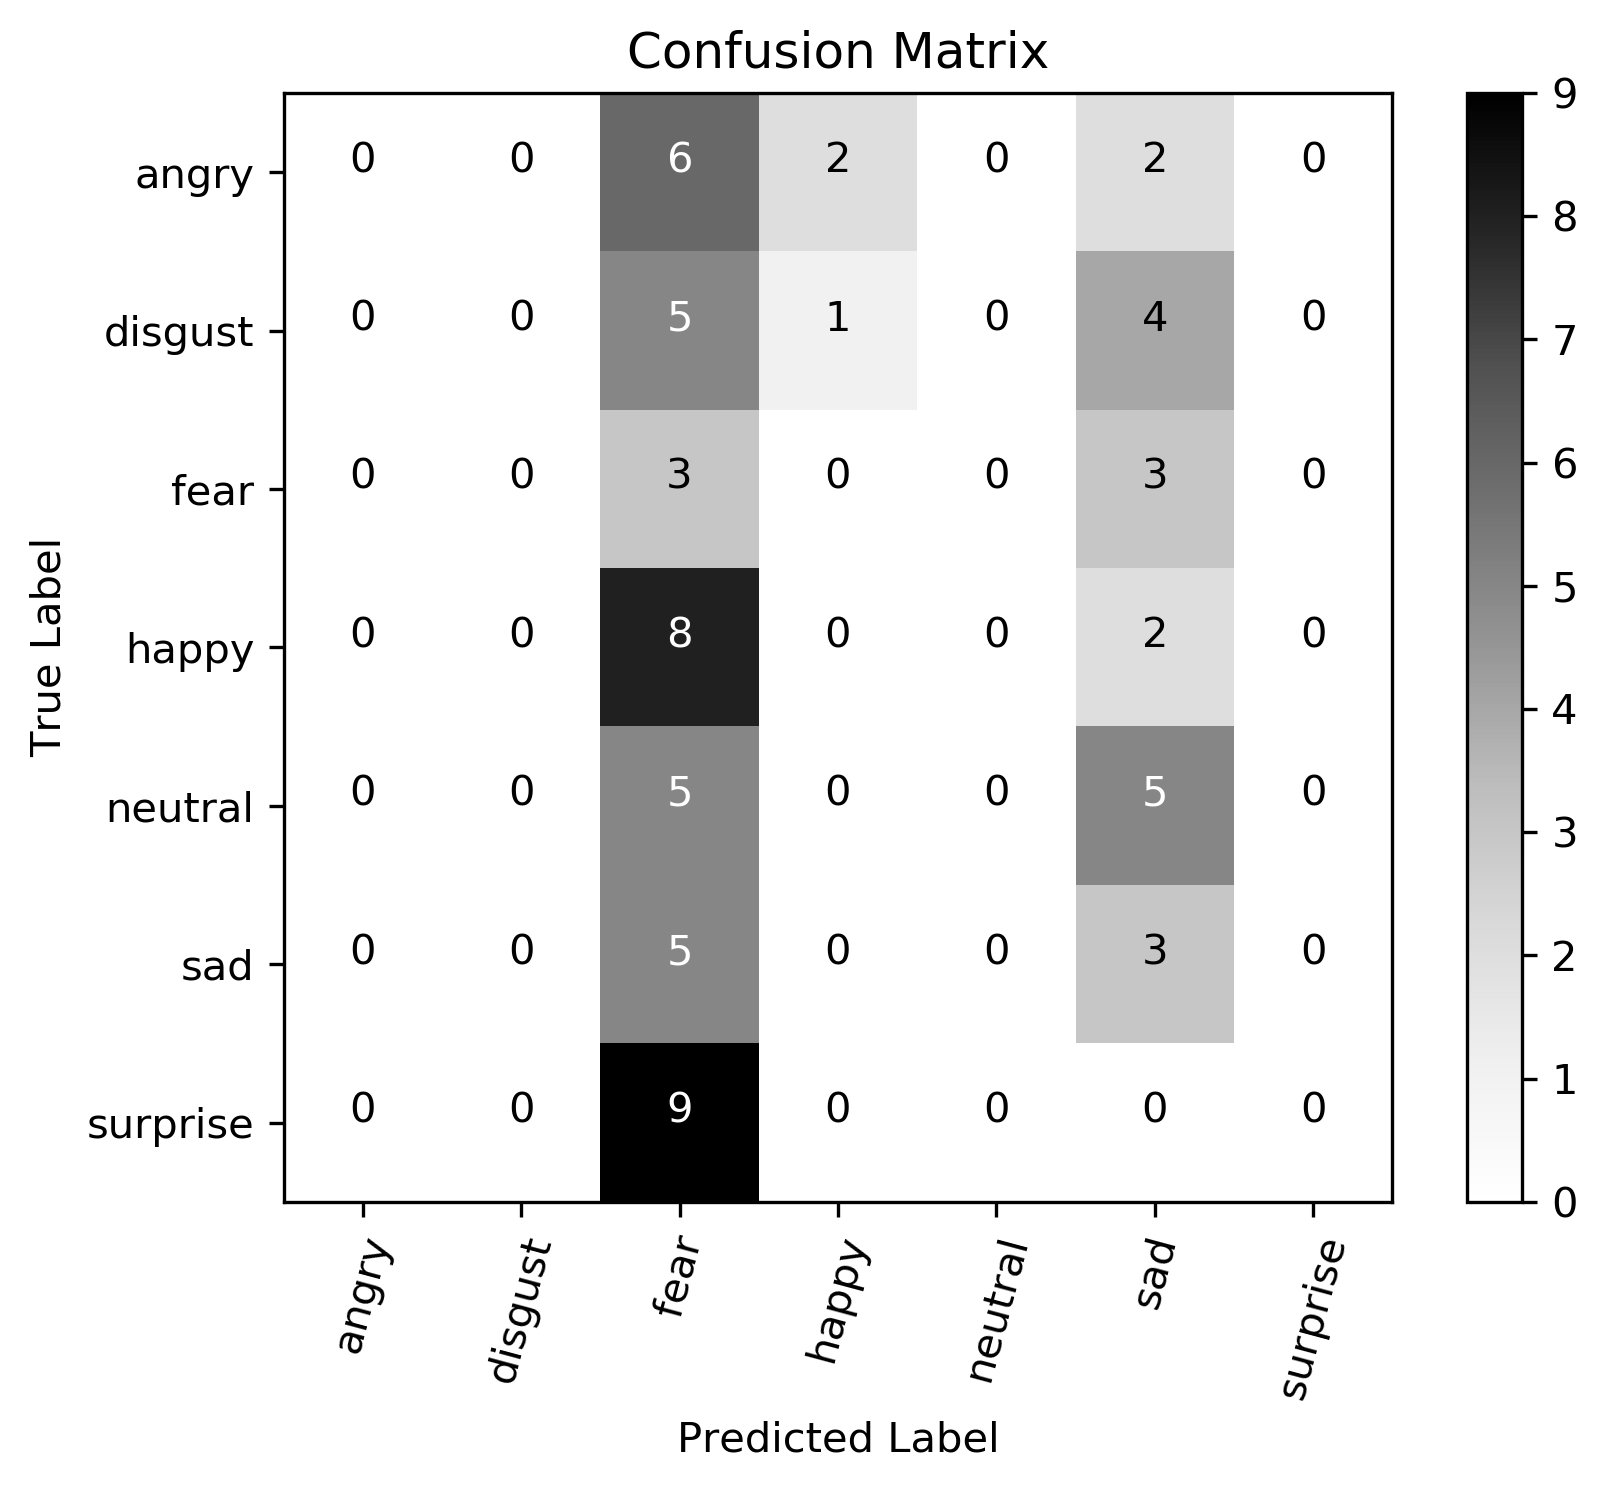 Confusion Matrix
angry 0 0 6 2 0 2 0
disgust 0 0 5 1 0 4 0
fear 0 0 3 0 0 3 0
happy 0 0 8 0 0 2 0
neutral 0 0 5 0 0 5 0
sad 0 0 5 0 0 3 0
surprise 0 0 9 0 0 0 0
True Label
angry disgust fear happy neutral sad surprise
Predicted Label
9
8
7
6
5
4
3
2
1
0